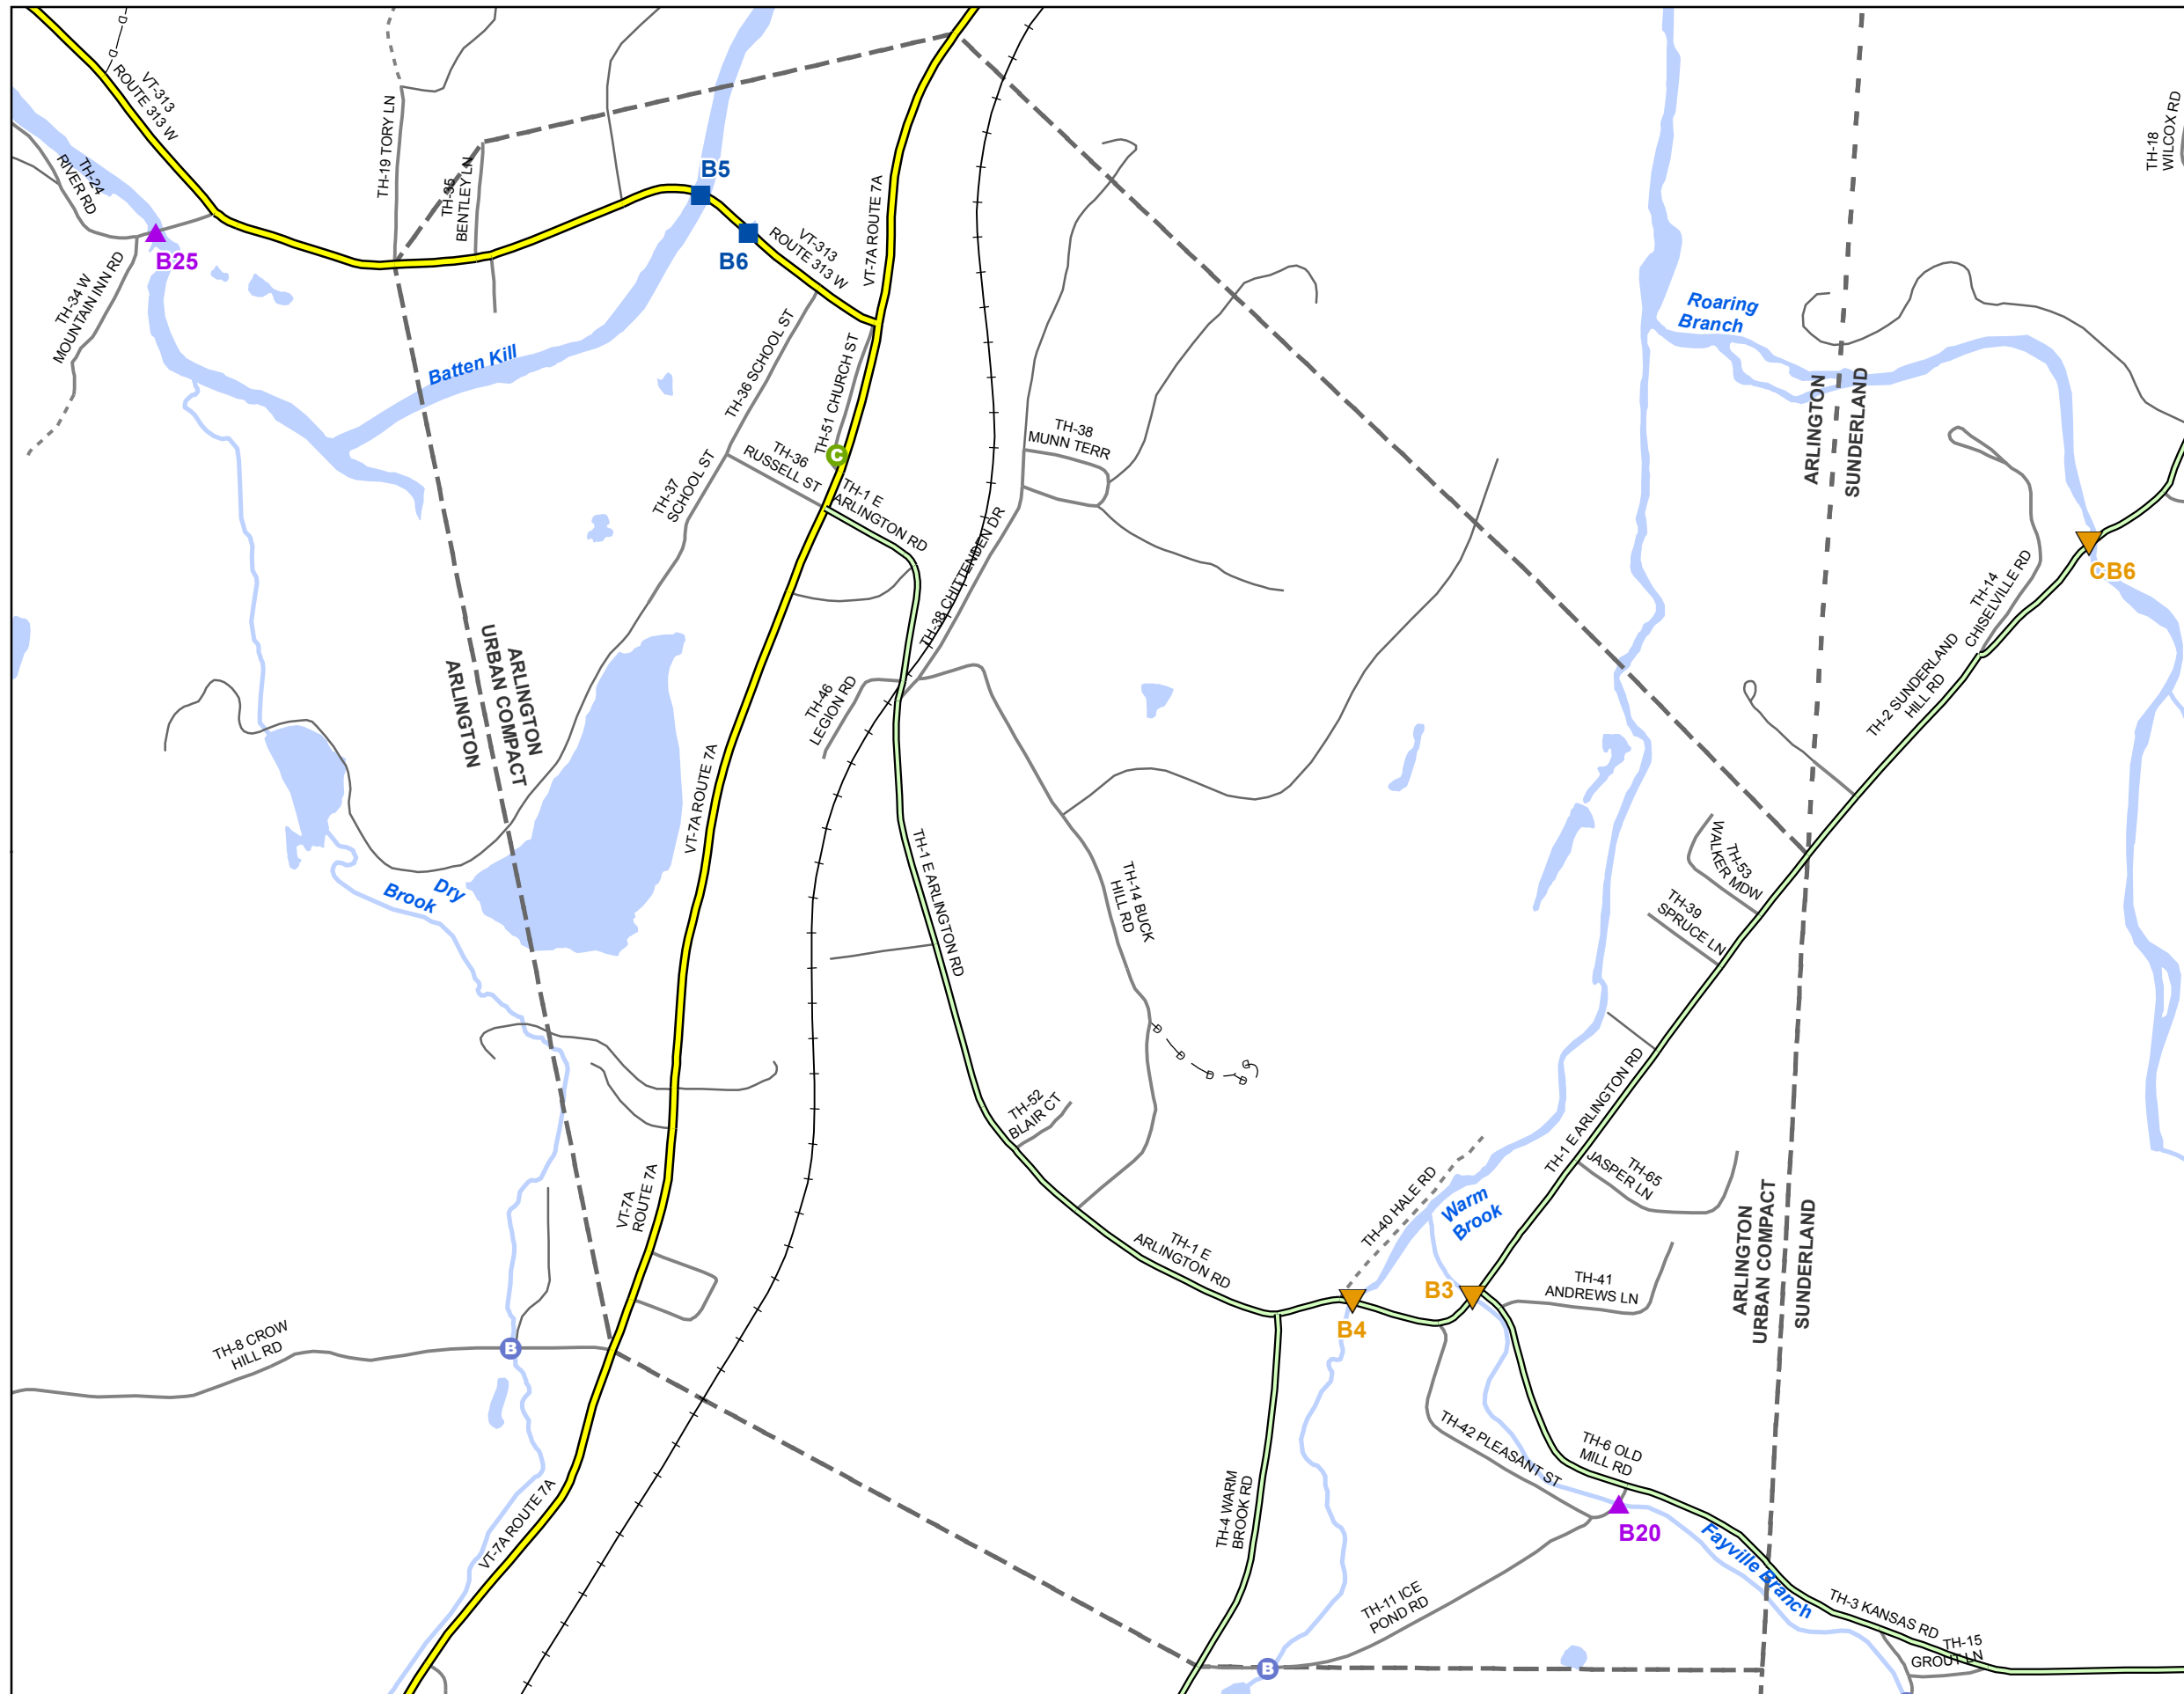 D
D
VT-313
ROUTE 313 W
TH-19 TORY LN
TH-35
BENTLEY LN
TH-24
RIVER RD
B25
TH-34 W
MOUNTAIN INN RD
B5
B6
VT-313
ROUTE 313 W
VT-7A ROUTE 7A
TH-18
WILCOX RD
Roaring
Branch
Batten Kill
TH-36 SCHOOL ST
TH-51 CHURCH ST
C
TH-36
RUSSELL ST
TH-37
SCHOOL ST
TH-1 E
ARLINGTON RD
TH-38
MUNN TERR
TH-38 CHITTENDEN DR
ARLINGTON
SUNDERLAND
CB6
TH-14
CHISELVILLE RD
TH-2 SUNDERLAND
HILL RD
ARLINGTON
URBAN COMPACT
ARLINGTON
TH-46
LEGION RD
VT-7A ROUTE 7A
TH-1 E ARLINGTON RD
TH-14 BUCK
HILL RD
TH-53
WALKER MDW
TH-39
SPRUCE LN
Dry
Brook
D
D
D
D
D
TH-52
BLAIR CT
TH-1 E ARLINGTON RD
TH-65
JASPER LN
VT-7A
ROUTE 7A
TH-40 HALE RD
Warm
Brook
TH-1 E
ARLINGTON RD
B3
B4
TH-41
ANDREWS LN
ARLINGTON
URBAN COMPACT
SUNDERLAND
TH-8 CROW
HILL RD
B
TH-42 PLEASANT ST
TH-6 OLD
MILL RD
B20
Fayville Branch
VT-7A ROUTE 7A
TH-4 WARM
BROOK RD
TH-11 ICE
POND RD
B
TH-3 KANSAS RD
TH-15
GROUT LN